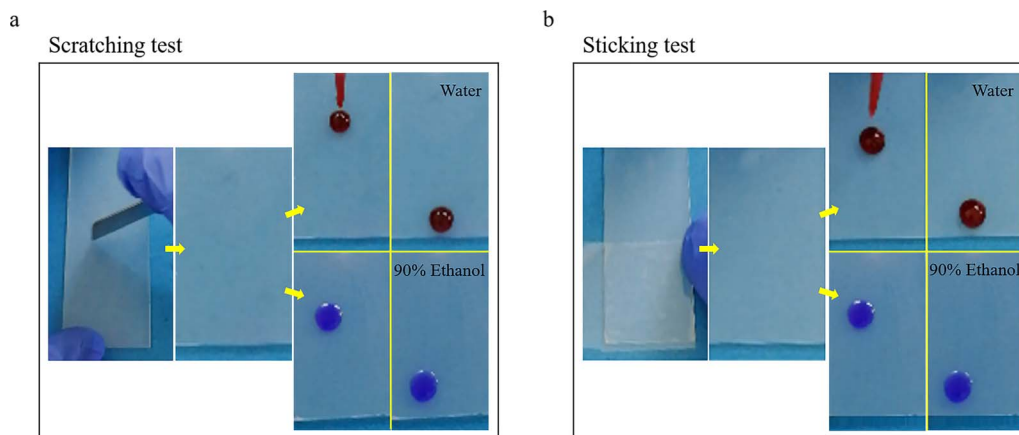 a
Scratching test
Water
90% Ethanol
b
Sticking test
Water
90% Ethanol